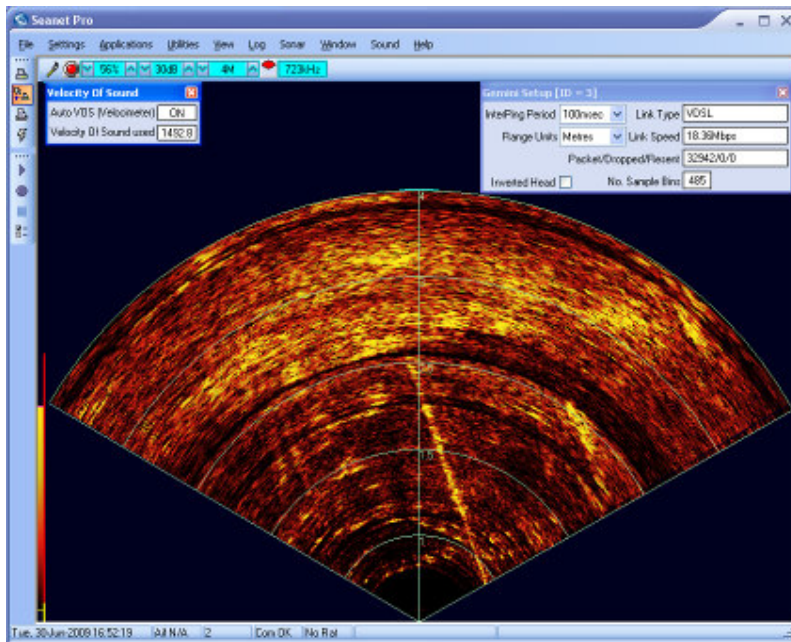 Seanet Pro
File Settings Applications Utilities View Log Sonar Window Sound Help
56% 30dB 4M 723kHz
Velocity Of Sound
Auto VOS (Velocimeter) ON
Velocity Of Sound used 1492.8
Gemini Setup [ID = 3]
InterPing Period 100msec Link Type VDSL
Range Units Metres Link Speed 18.36Mbps
Packet/Dropped/Resent 32942/0/0
Inverted Head No. Sample Bins 485
4
Tue, 30-Jun-2009 16:52:19 All N/A 2 Com OK No Rat